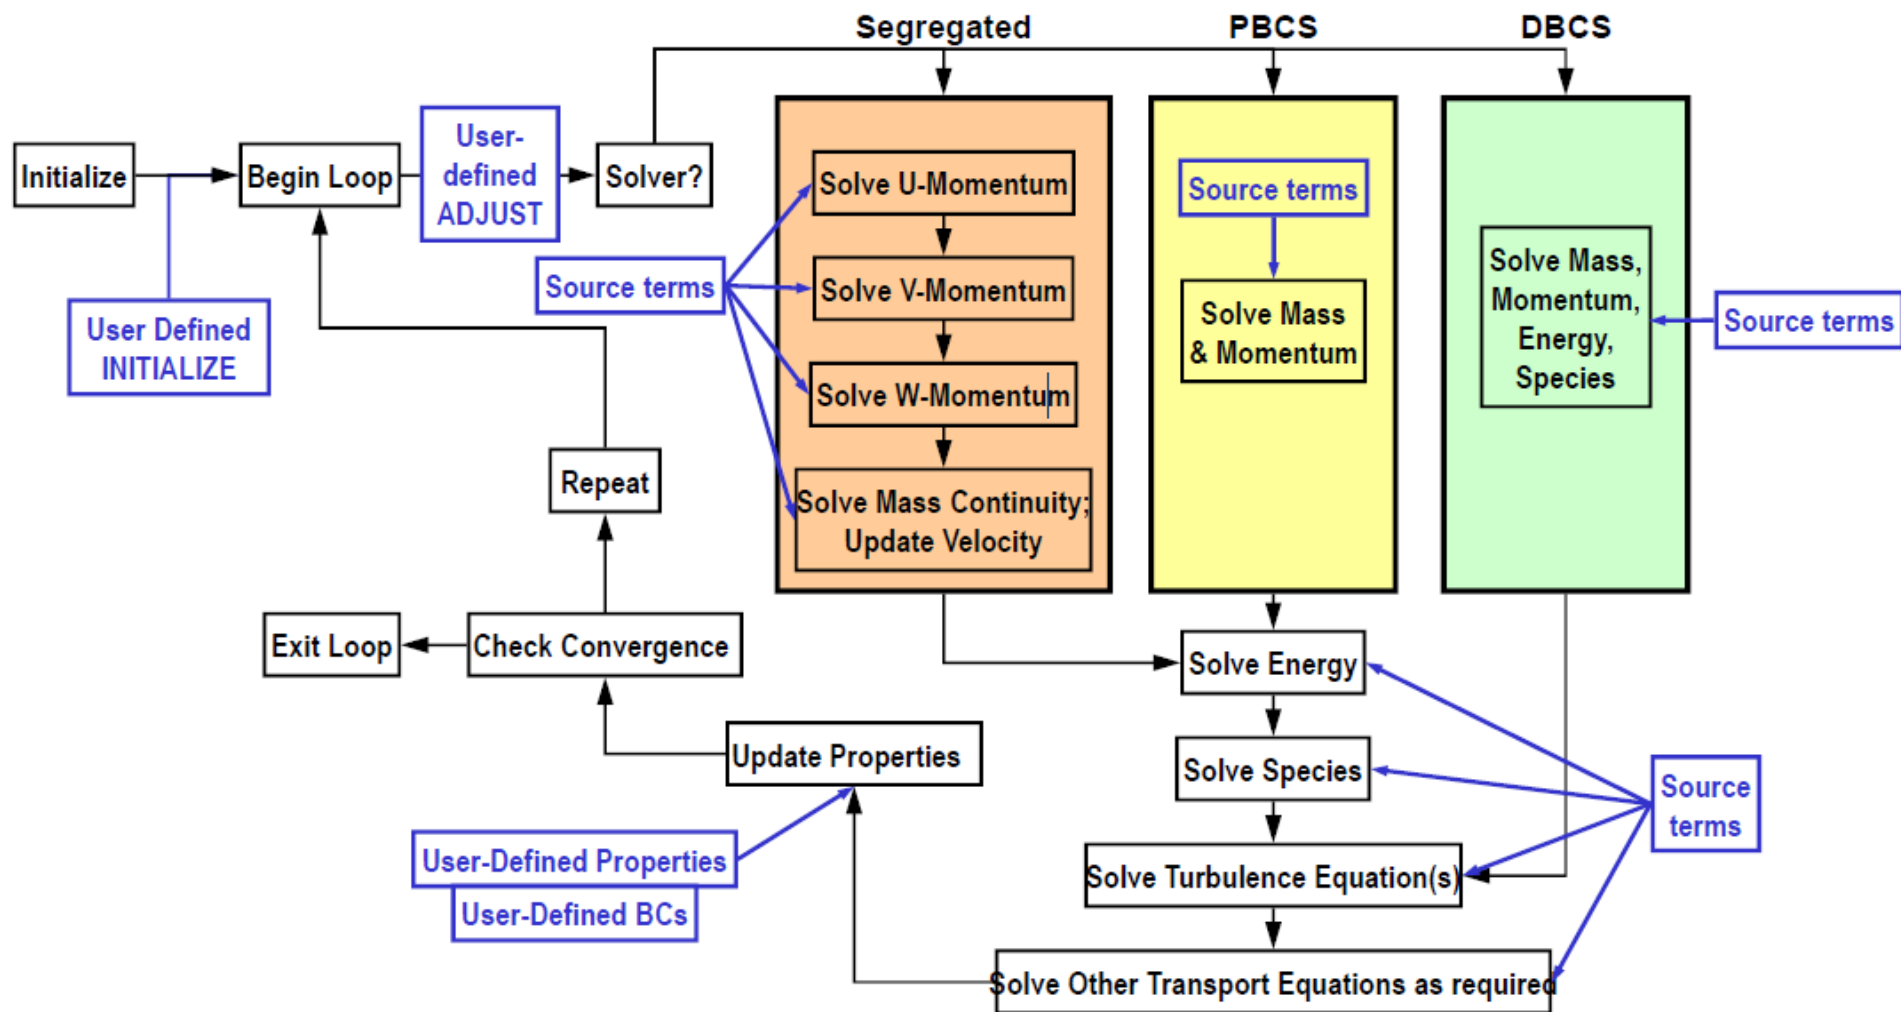 Segregated
PBCS
DBCS
Initialize
Begin Loop
User-
defined
ADJUST
Solver?
User Defined
INITIALIZE
Source terms
Solve U-Momentum
Solve V-Momentum
Solve W-Momentum
Solve Mass Continuity;
Update Velocity
Source terms
Solve Mass
& Momentum
Solve Mass,
Momentum,
Energy,
Species
Source terms
Repeat
Exit Loop
Check Convergence
Update Properties
User-Defined Properties
User-Defined BCs
Solve Energy
Solve Species
Solve Turbulence Equation(s)
Solve Other Transport Equations as required
Source
terms